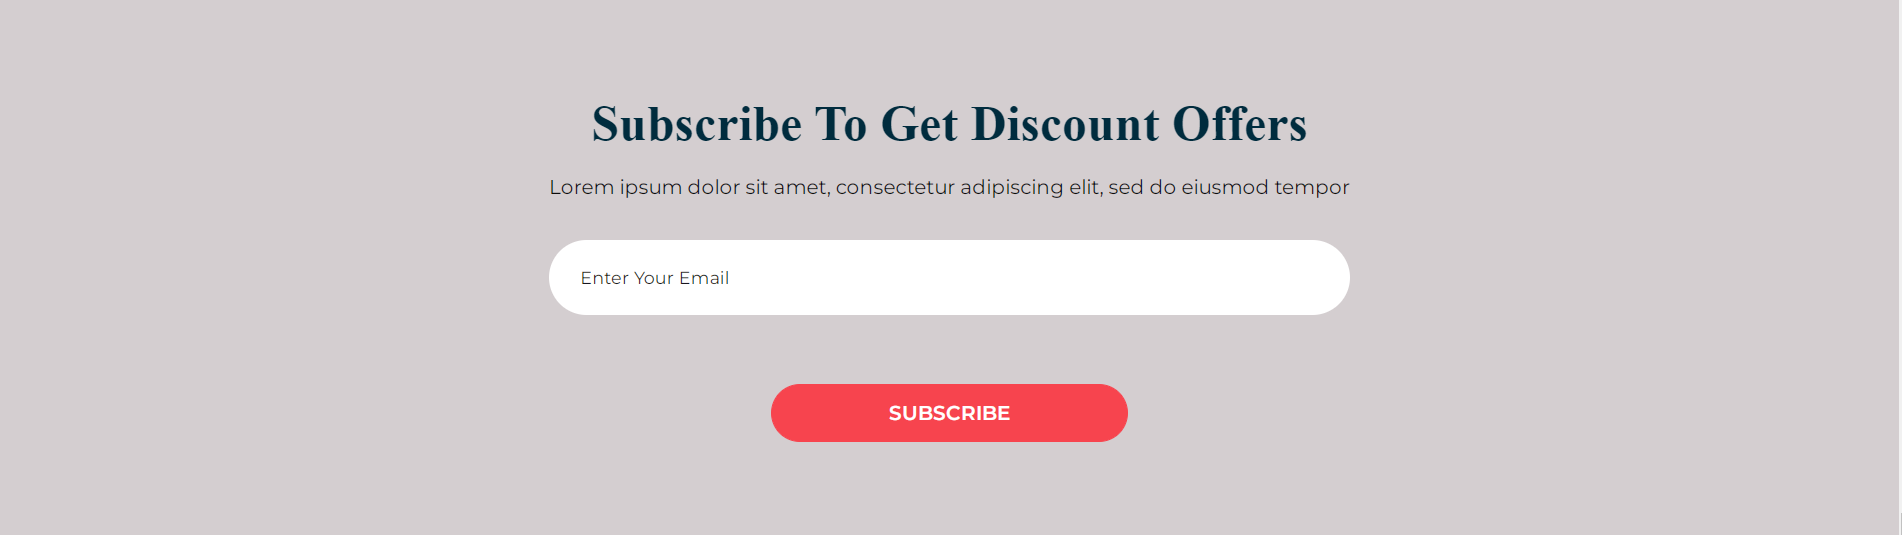 Subscribe To Get Discount Offers
Lorem ipsum dolor sit amet, consectetur adipiscing elit, sed do eiusmod tempor
Enter Your Email
SUBSCRIBE